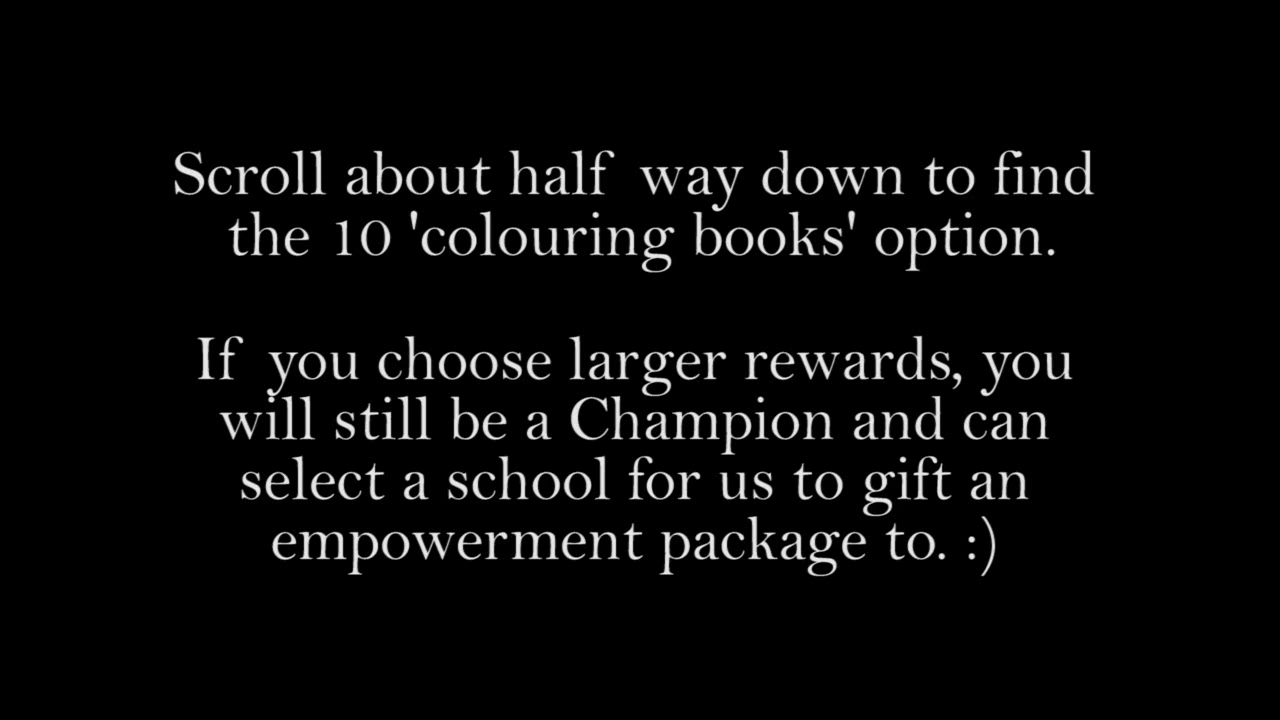 Scroll about half way down to find
the 10 'colouring books' option.
If you choose larger rewards, you
will still be a Champion and can
select a school for us to gift an
empowerment package to. :)